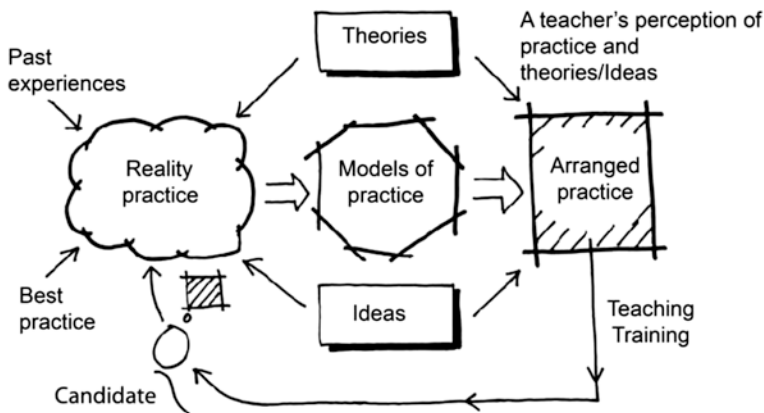 Theories
A teacher's perception of
practice and
theories/Ideas
Past
experiences
Reality
practice
Models of
practice
Arranged
practice
Best
practice
Ideas
Teaching
Training
Candidate